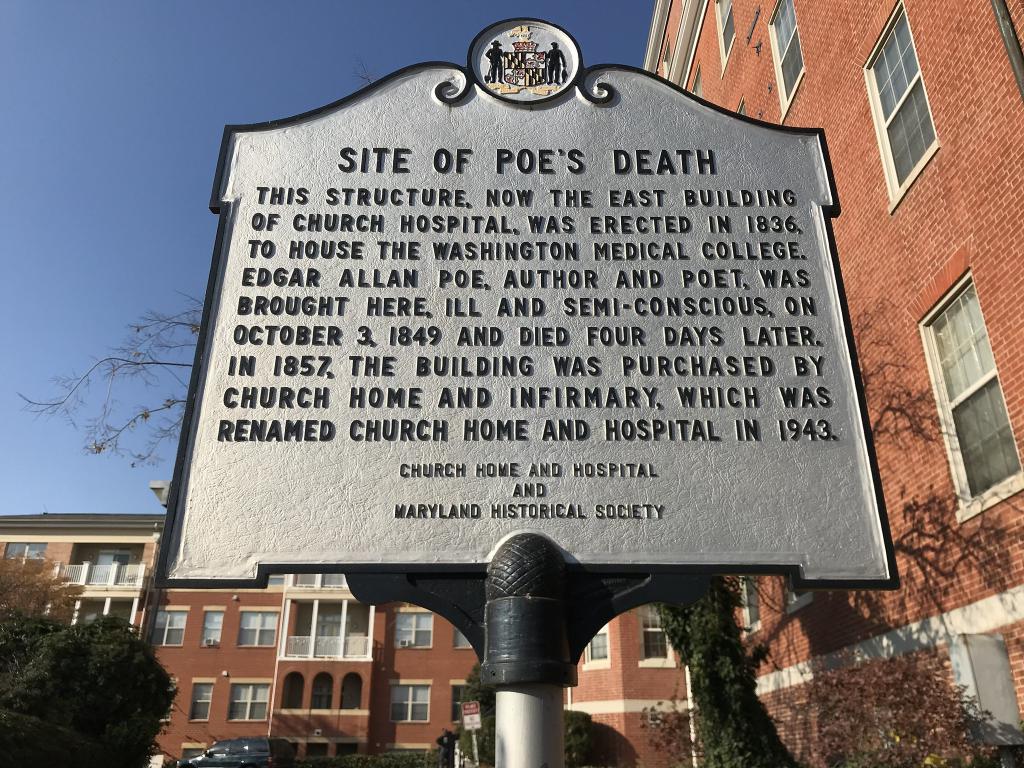 SITE OF POE'S DEATH
THIS STRUCTURE, NOW THE EAST BUILDING
OF CHURCH HOSPITAL, WAS ERECTED IN 1836,
TO HOUSE THE WASHINGTON MEDICAL COLLEGE.
EDGAR ALLAN POE, AUTHOR AND POET, WAS
BROUGHT HERE, ILL AND SEMI-CONSCIOUS, ON
OCTOBER 3, 1849 AND DIED FOUR DAYS LATER.
IN 1857, THE BUILDING WAS PURCHASED BY
CHURCH HOME AND INFIRMARY, WHICH WAS
RENAMED CHURCH HOME AND HOSPITAL IN 1943.
CHURCH HOME AND HOSPITAL
AND
MARYLAND HISTORICAL SOCIETY